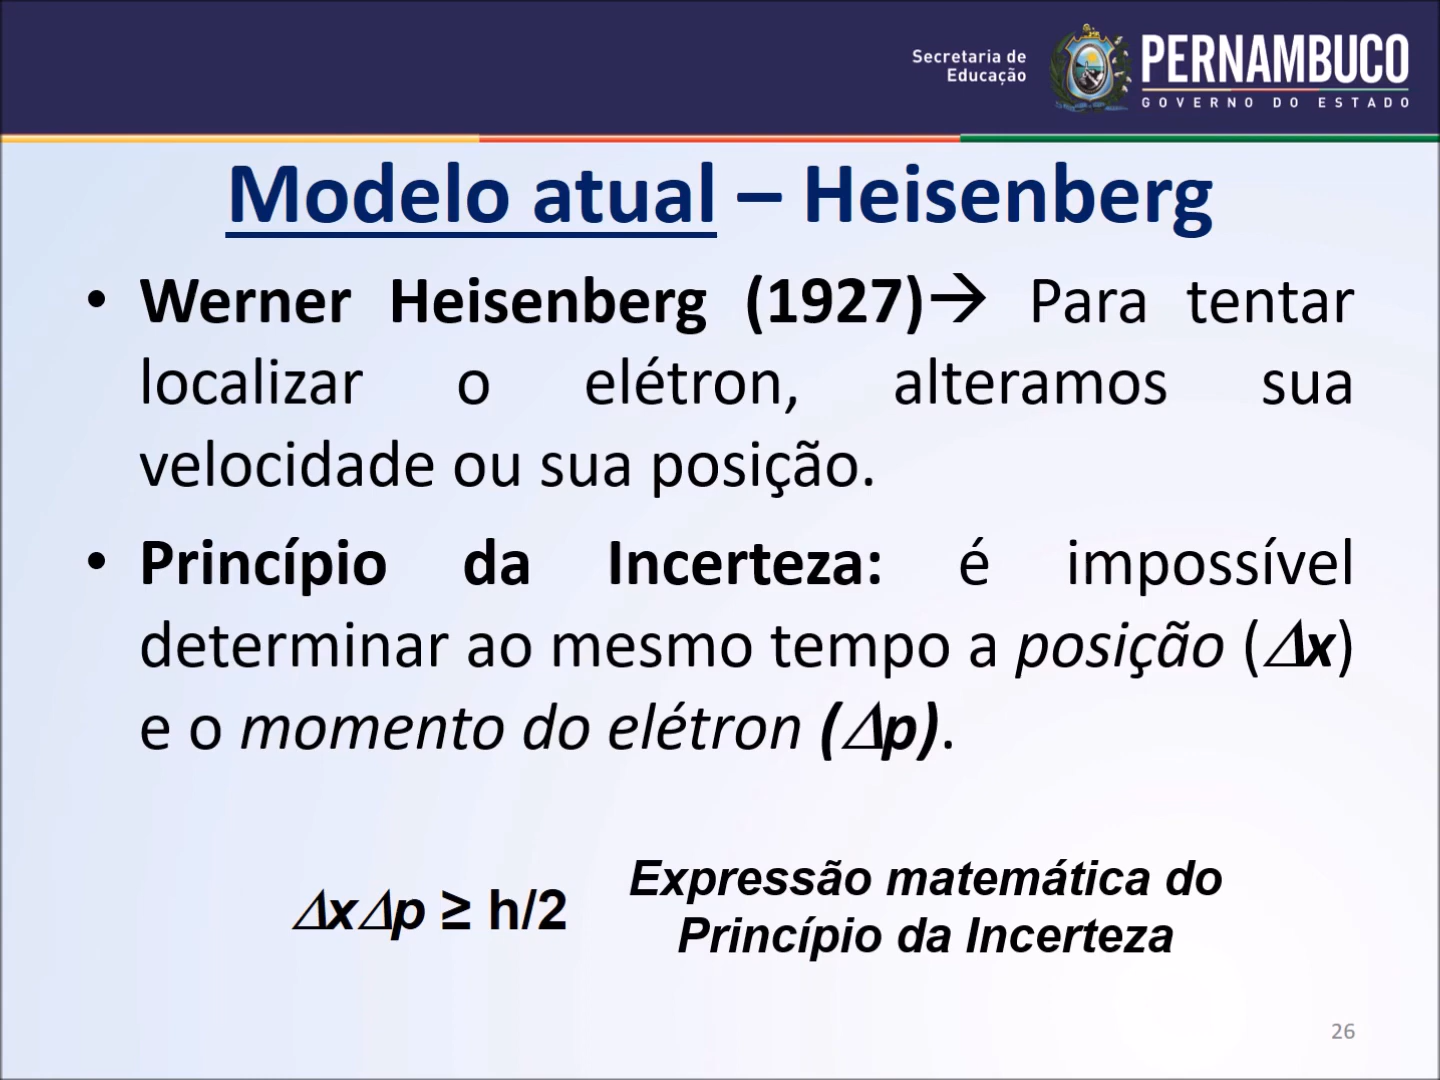 Secretaria de
Educação
PERNAMBUCO
GOVERNO DO ESTADO
Modelo atual – Heisenberg
• Werner Heisenberg (1927)→ Para tentar
localizar o elétron, alteramos sua
velocidade ou sua posição.
• Princípio da Incerteza: é impossível
determinar ao mesmo tempo a posição (Δx)
e o momento do elétron (Δp).
ΔxΔp ≥ h/2
Expressão matemática do
Princípio da Incerteza
26